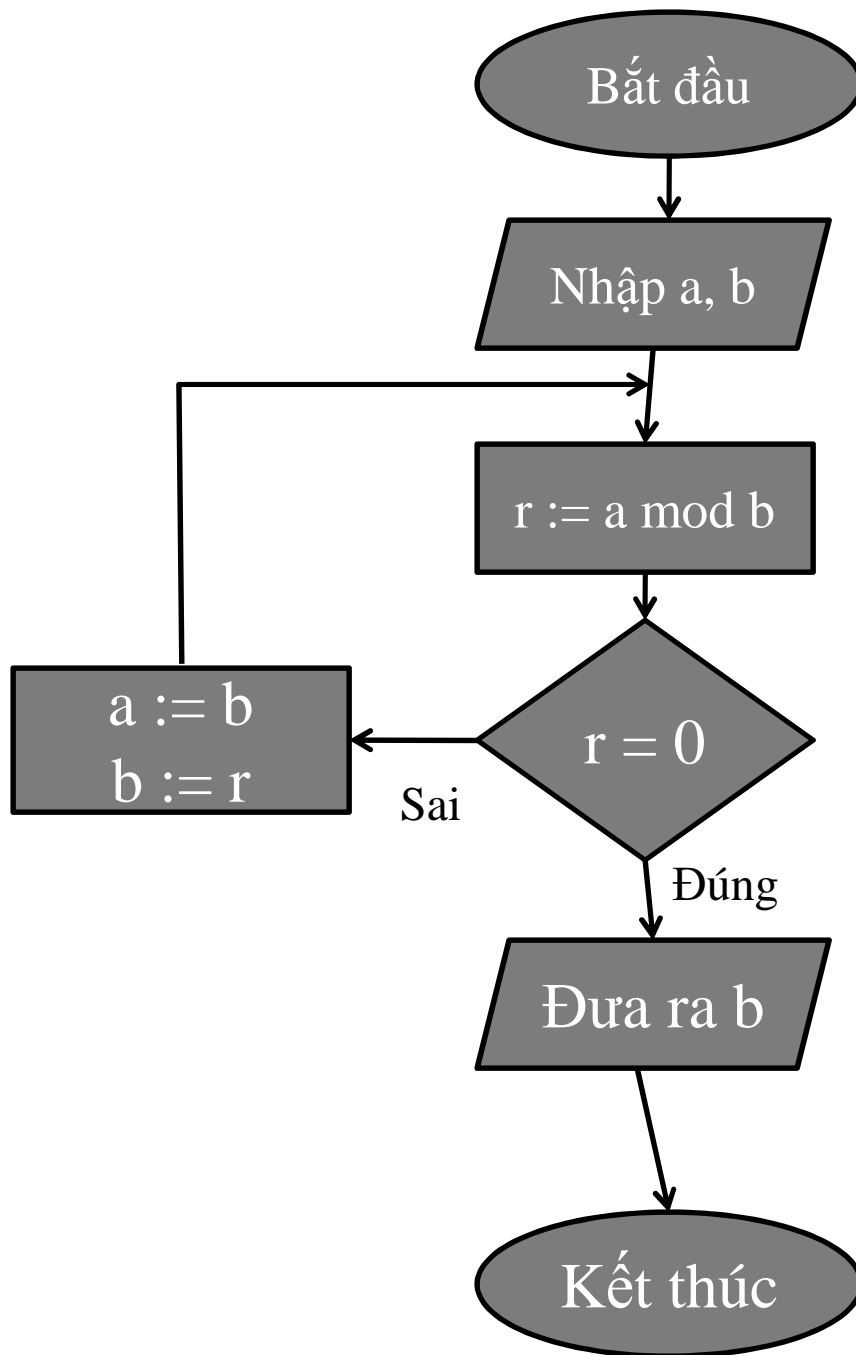 Bắt đầu
Nhập a, b
r := a mod b
r = 0
Sai
a := b
b := r
Đúng
Đưa ra b
Kết thúc